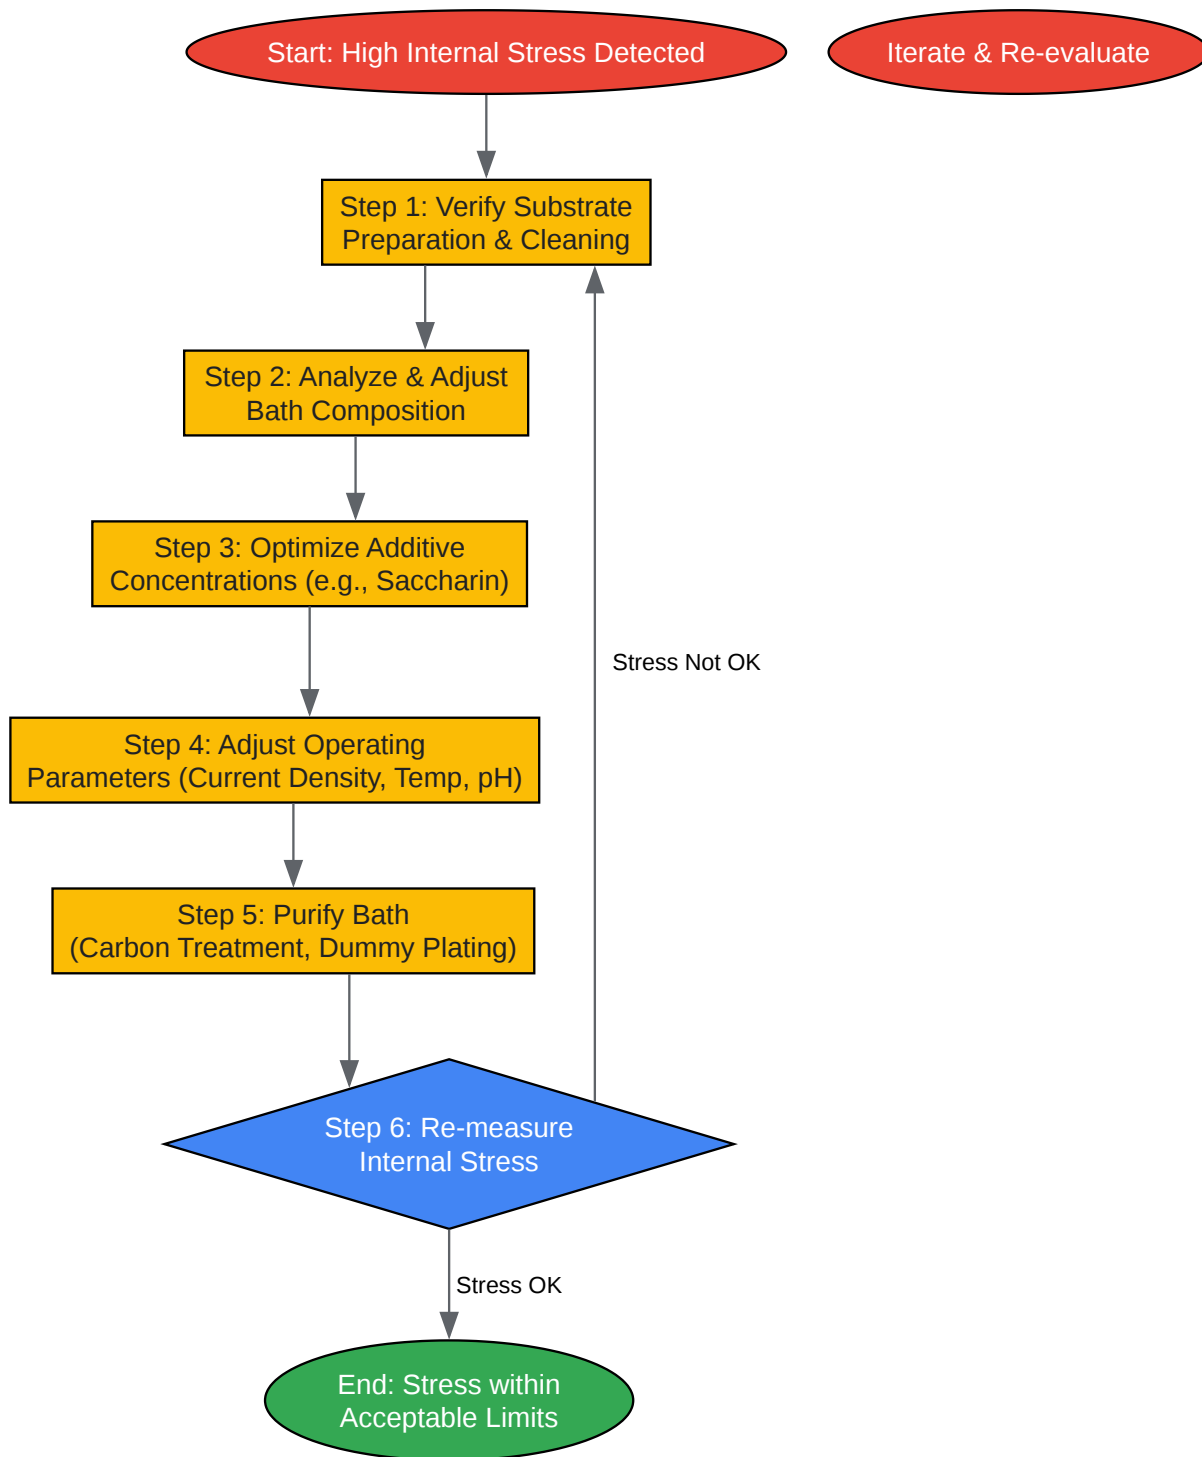 Start: High Internal Stress Detected
Iterate & Re-evaluate
Step 1: Verify Substrate
Preparation & Cleaning
Step 2: Analyze & Adjust
Bath Composition
Step 3: Optimize Additive
Concentrations (e.g., Saccharin)
Stress Not OK
Step 4: Adjust Operating
Parameters (Current Density, Temp, pH)
Step 5: Purify Bath
(Carbon Treatment, Dummy Plating)
Step 6: Re-measure
Internal Stress
Stress OK
End: Stress within
Acceptable Limits